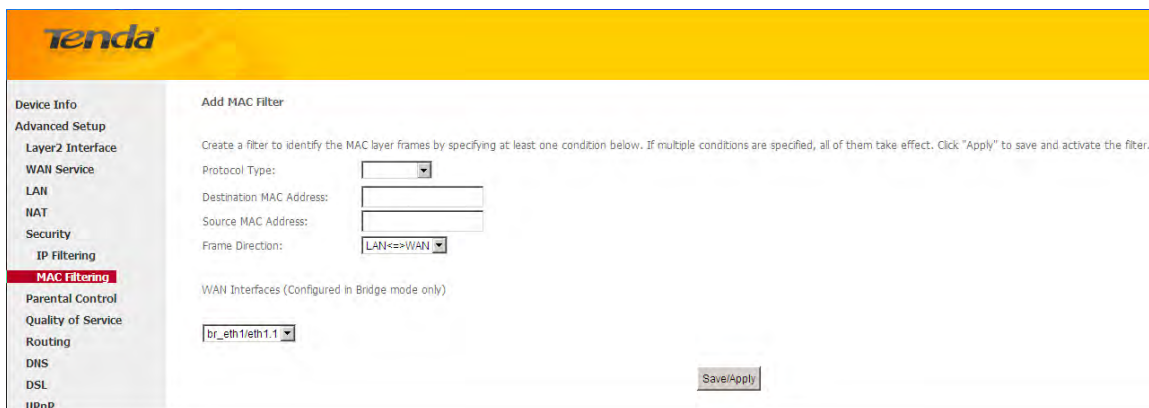 Tenda
Device Info
Advanced Setup
Layer2 Interface
WAN Service
LAN
NAT
Security
IP Filtering
MAC Filtering
Parental Control
Quality of Service
Routing
DNS
DSL
UPnP
Add MAC Filter
Create a filter to identify the MAC layer frames by specifying at least one condition below. If multiple conditions are specified, all of them take effect. Click "Apply" to save and activate the filter.
Protocol Type:
Destination MAC Address:
Source MAC Address:
Frame Direction: LAN<=>WAN
WAN Interfaces (Configured in Bridge mode only)
br_eth1/eth1.1
Save/Apply